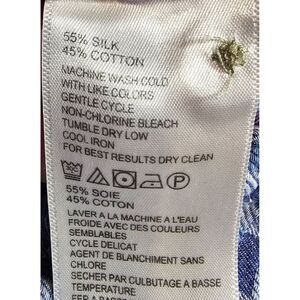 55% SILK
45% COTTON
MACHINE WASH COLD
WITH LIKE COLORS
GENTLE CYCLE
NON-CHLORINE BLEACH
TUMBLE DRY LOW
COOL IRON
FOR BEST RESULTS DRY CLEAN
P
55% SOIE
45% COTON
LAVER A LA MACHINE A L'EAU
FROIDE AVEC DES COULEURS
SEMBLABLES
CYCLE DELICAT
AGENT DE BLANCHIMENT SANS
CHLORE
SECHER PAR CULBUTAGE A BASSE
TEMPERATURE